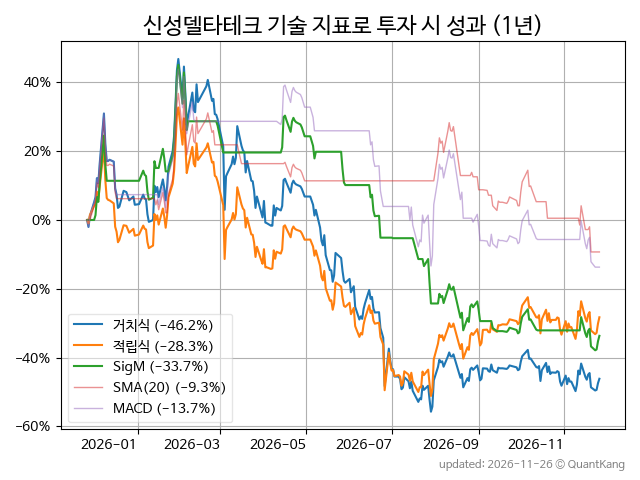 신성델타테크 기술 지표로 투자 시 성과 (1년)
40%
20%
0%
−20%
−40%
−60%
거치식 (−46.2%)
적립식 (−28.3%)
SigM (−33.7%)
SMA(20) (−9.3%)
MACD (−13.7%)
2026−01 2026−03 2026−05 2026−07 2026−09 2026−11
updated: 2026−11−26 © QuantKang